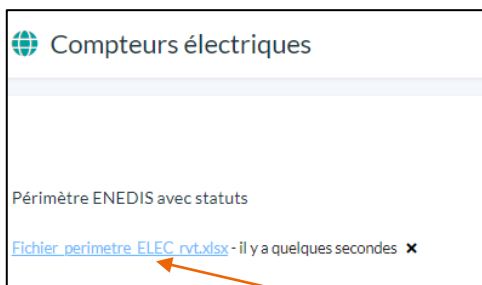 Compteurs électriques
Périmètre ENEDIS avec statuts
Fichier_perimetre_ELEC_rvt.xlsx - il y a quelques secondes ×